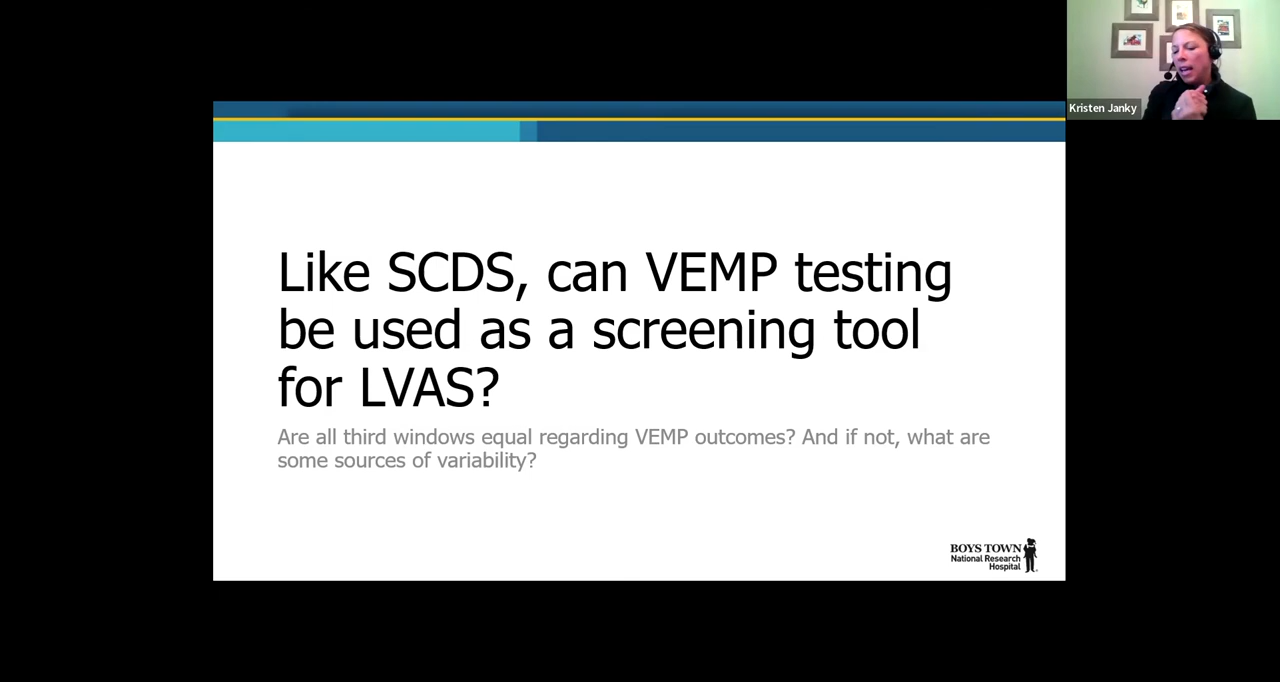 Kristen Janky
Like SCDS, can VEMP testing
be used as a screening tool
for LVAS?
Are all third windows equal regarding VEMP outcomes? And if not, what are
some sources of variability?
BOYS TOWN
National Research
Hospital